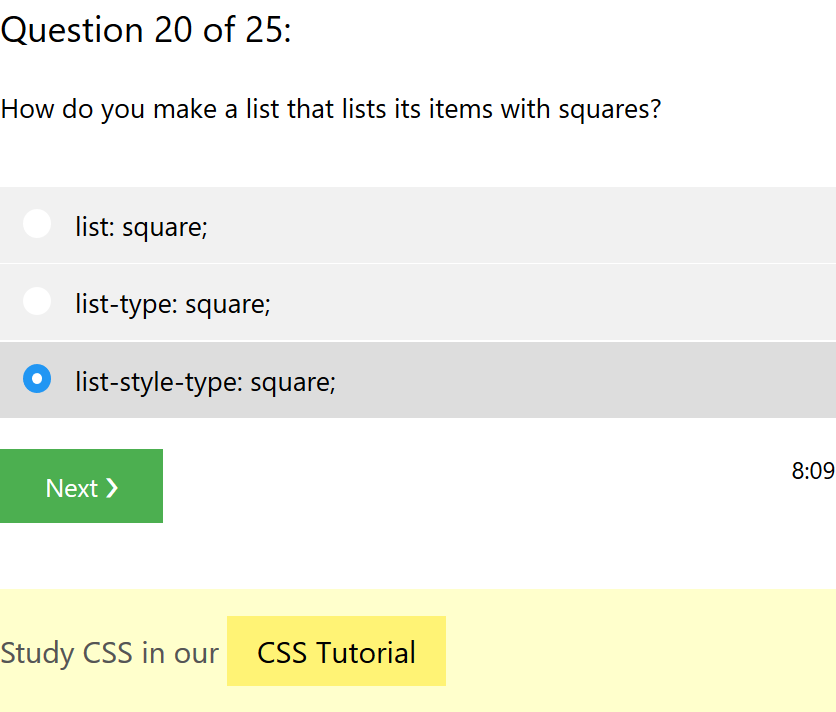 Question 20 of 25:
How do you make a list that lists its items with squares?
list: square;
list-type: square;
list-style-type: square;
Next ❯
8:09
Study CSS in our CSS Tutorial